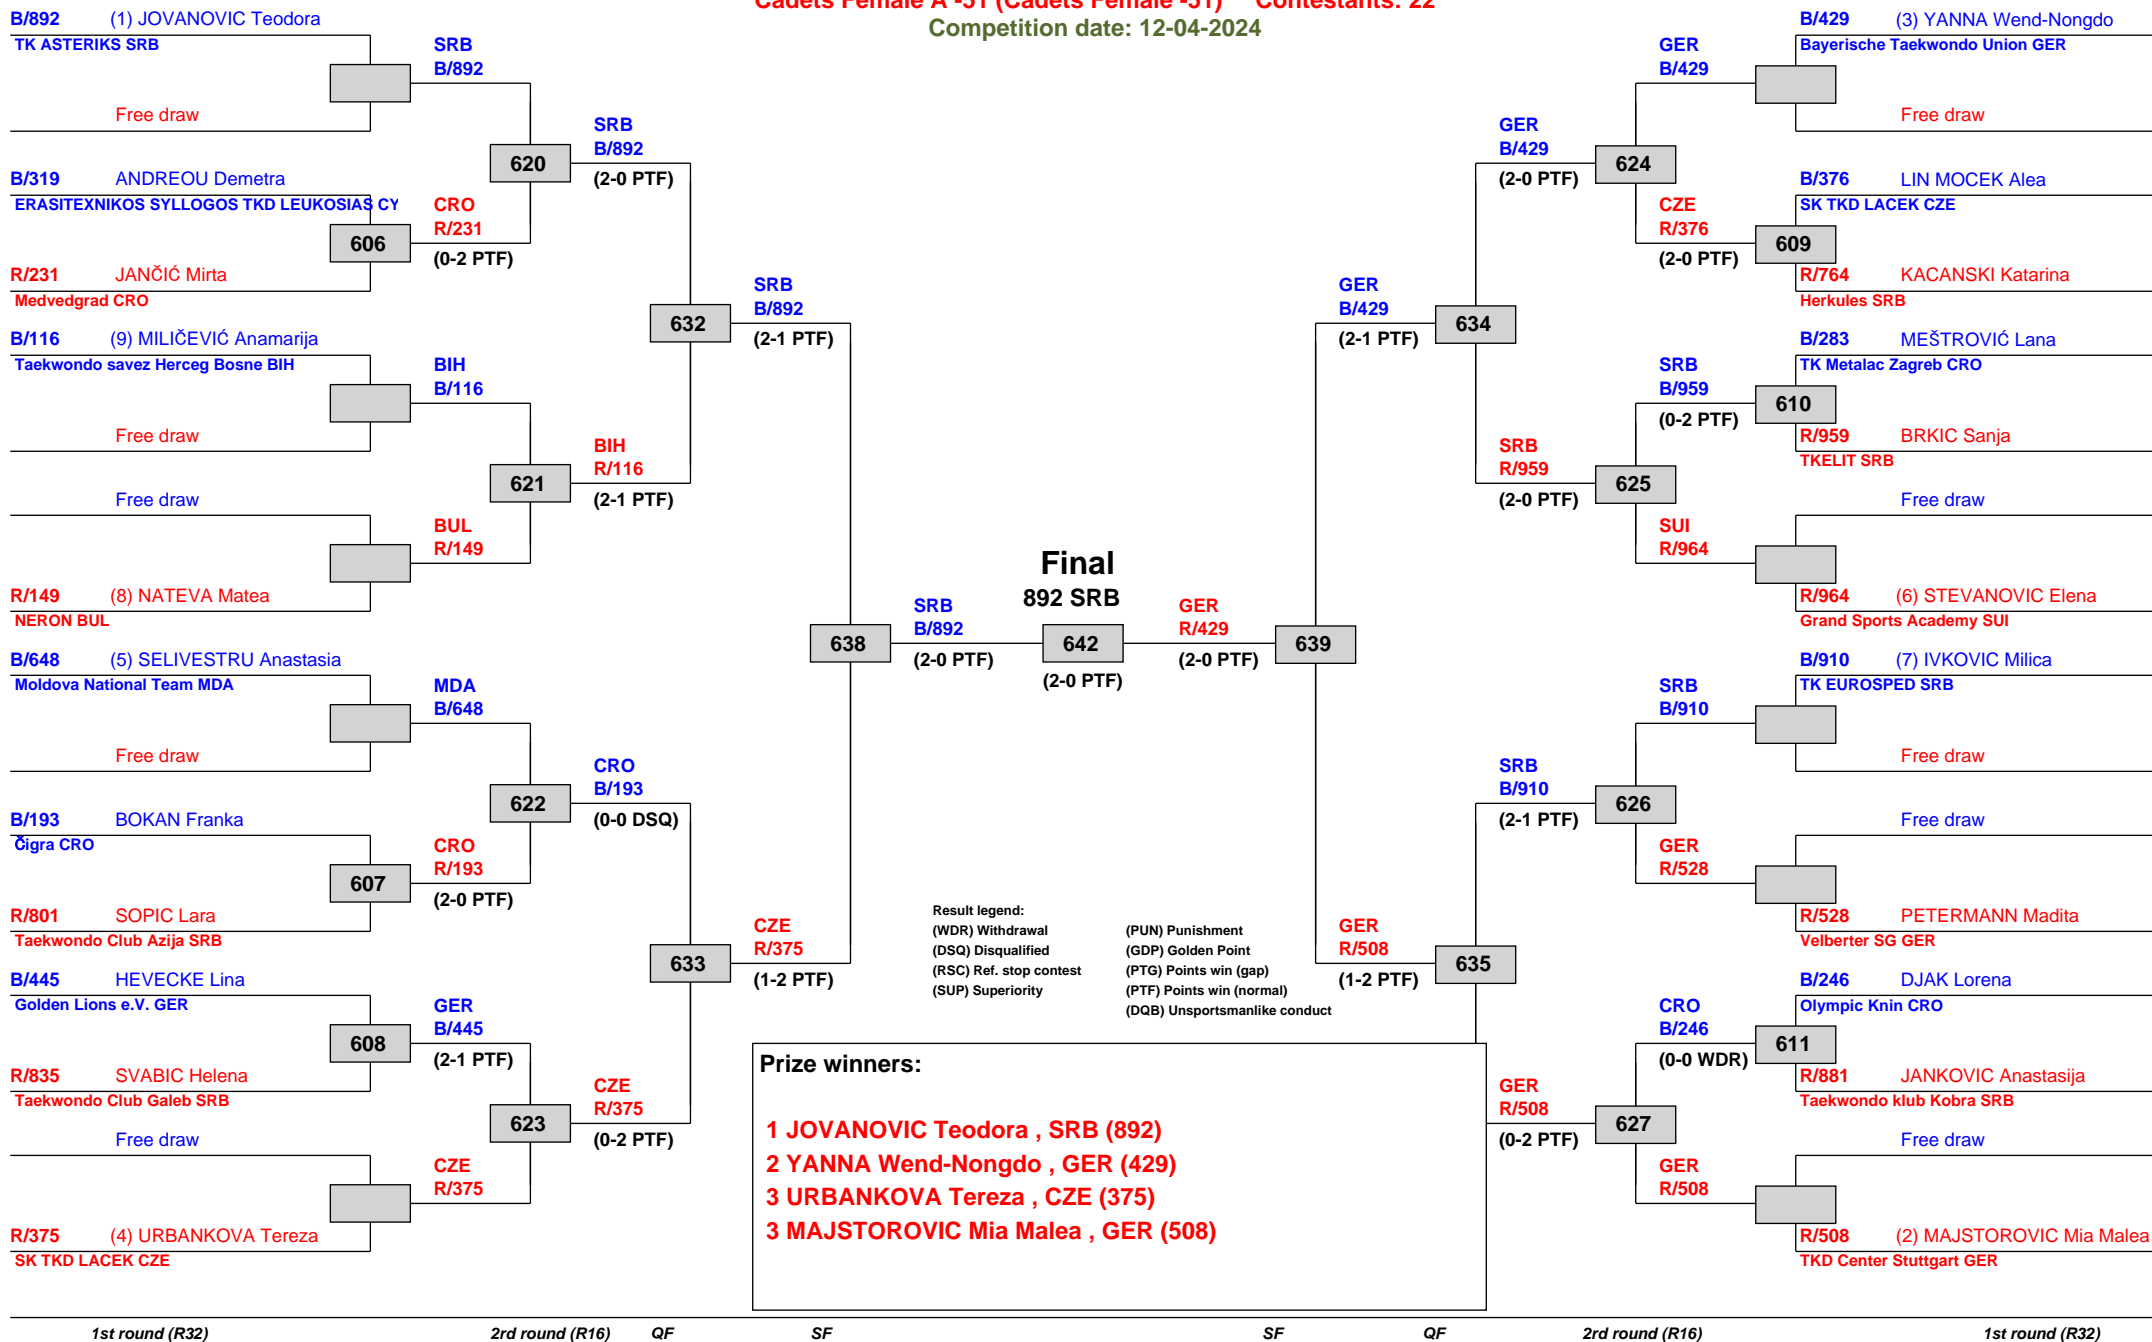 Cadets Female A -51 (Cadets Female -51) Contestants: 22
Competition date: 12-04-2024
B/892 (1) JOVANOVIC Teodora
TK ASTERIKS SRB
Free draw
B/319 ANDREOU Demetra
ERASITEXNIKOS SYLLOGOS TKD LEUKOSIAS CY
606
R/231 JANČIĆ Mirta
Medvedgrad CRO
B/116 (9) MILIČEVIĆ Anamarija
Taekwondo savez Herceg Bosne BIH
Free draw
Free draw
R/149 (8) NATEVA Matea
NERON BUL
B/648 (5) SELIVESTRU Anastasia
Moldova National Team MDA
Free draw
B/193 BOKAN Franka
Čigra CRO
607
R/801 SOPIC Lara
Taekwondo Club Azija SRB
B/445 HEVECKE Lina
Golden Lions e.V. GER
608
R/835 SVABIC Helena
Taekwondo Club Galeb SRB
Free draw
R/375 (4) URBANKOVA Tereza
SK TKD LACEK CZE
SRB
B/892
620
CRO
R/231
(0-2 PTF)
BIH
B/116
621
BUL
R/149
MDA
B/648
622
CRO
R/193
(2-0 PTF)
GER
B/445
(2-1 PTF)
623
CZE
R/375
SRB
B/892
(2-0 PTF)
632
BIH
R/116
(2-1 PTF)
CRO
B/193
(0-0 DSQ)
633
CZE
R/375
(0-2 PTF)
SRB
B/892
(2-1 PTF)
638
CZE
R/375
(1-2 PTF)
SRB
B/892
(2-0 PTF)
Final
892 SRB
642
(2-0 PTF)
GER
R/429
(2-0 PTF)
639
GER
B/429
(2-1 PTF)
634
GER
R/508
(1-2 PTF)
635
GER
B/429
(2-0 PTF)
624
SRB
R/959
(2-0 PTF)
625
SRB
B/910
(2-1 PTF)
626
GER
R/508
(0-2 PTF)
627
GER
B/429
CZE
R/376
(2-0 PTF)
SRB
B/959
(0-2 PTF)
SUI
R/964
SRB
B/910
GER
R/528
CRO
B/246
(0-0 WDR)
GER
R/508
B/429 (3) YANNA Wend-Nongdo
Bayerische Taekwondo Union GER
Free draw
B/376 LIN MOCEK Alea
SK TKD LACEK CZE
609
R/764 KACANSKI Katarina
Herkules SRB
B/283 MEŠTROVIĆ Lana
TK Metalac Zagreb CRO
610
R/959 BRKIC Sanja
TKELIT SRB
Free draw
R/964 (6) STEVANOVIC Elena
Grand Sports Academy SUI
B/910 (7) IVKOVIC Milica
TK EUROSPED SRB
Free draw
Free draw
R/528 PETERMANN Madita
Velberter SG GER
B/246 DJAK Lorena
Olympic Knin CRO
611
R/881 JANKOVIC Anastasija
Taekwondo klub Kobra SRB
Free draw
R/508 (2) MAJSTOROVIC Mia Malea
TKD Center Stuttgart GER
Result legend:
(WDR) Withdrawal (PUN) Punishment
(DSQ) Disqualified (GDP) Golden Point
(RSC) Ref. stop contest (PTG) Points win (gap)
(SUP) Superiority (PTF) Points win (normal)
(DQB) Unsportsmanlike conduct
Prize winners:
1 JOVANOVIC Teodora , SRB (892)
2 YANNA Wend-Nongdo , GER (429)
3 URBANKOVA Tereza , CZE (375)
3 MAJSTOROVIC Mia Malea , GER (508)
1st round (R32) 2rd round (R16) QF SF SF QF 2rd round (R16) 1st round (R32)